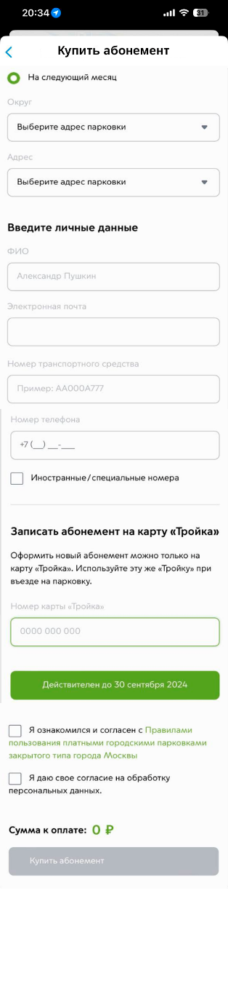 20:34
31
Купить абонемент
На следующий месяц
Округ
Выберите адрес парковки
Адрес
Выберите адрес парковки
Введите личные данные
ФИО
Александр Пушкин
Электронная почта
Номер транспортного средства
Пример: АА000А777
Номер телефона
+7 (__) __-___
Иностранные/специальные номера
Записать абонемент на карту «Тройка»
Оформить новый абонемент можно только на
карту «Тройка». Используйте эту же «Тройку» при
въезде на парковку.
Номер карты «Тройка»
0000 000 000
Действителен до 30 сентября 2024
Я ознакомился и согласен с Правилами
пользования платными городскими парковками
закрытого типа города Москвы
Я даю свое согласие на обработку
персональных данных.
Сумма к оплате: 0 ₽
Купить абонемент